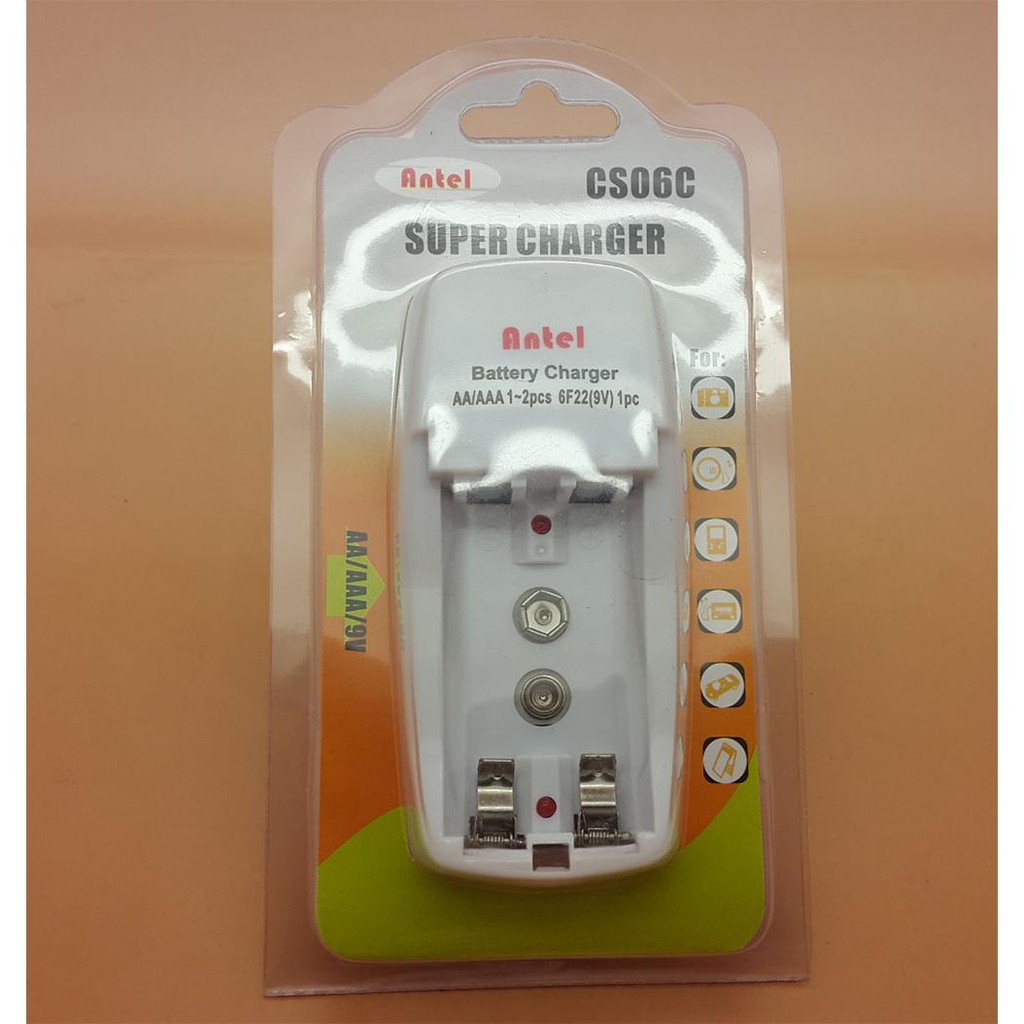 Antel
CS06C
SUPER CHARGER
Antel
Battery Charger
AA/AAA 1~2pcs 6F22(9V) 1pc
For:
AA/AAA/9V